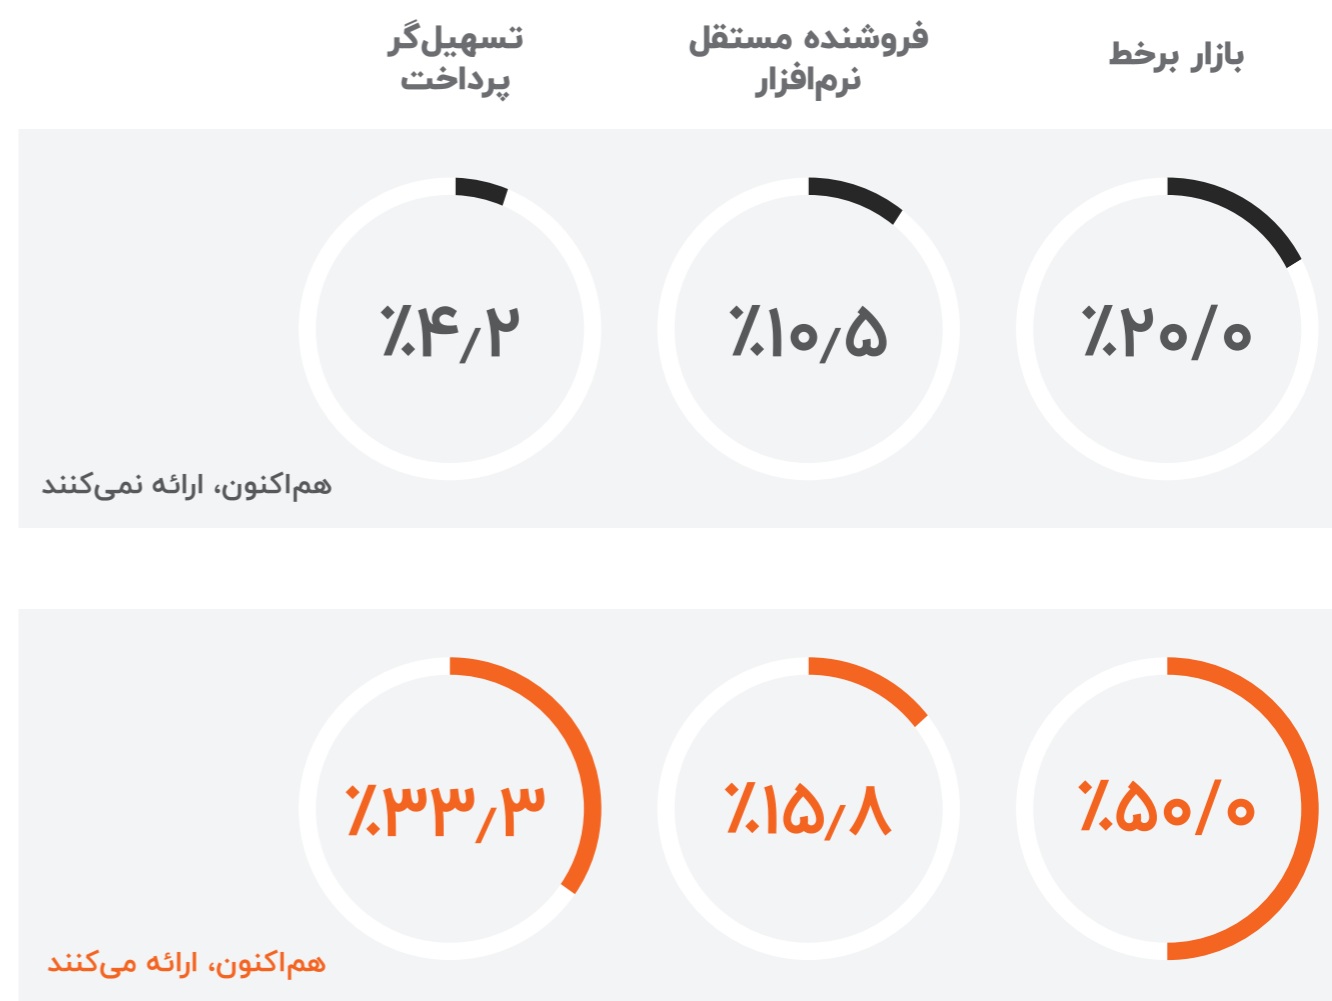 بازار برخط
فروشنده مستقل
نرم‌افزار
تسهیل‌گر
پرداخت
٪۲۰/۰
٪۱۰٫۵
٪۴٫۲
هم‌اکنون، ارائه نمی‌کنند
٪۵۰/۰
٪۱۵٫۸
٪۳۳٫۳
هم‌اکنون، ارائه می‌کنند